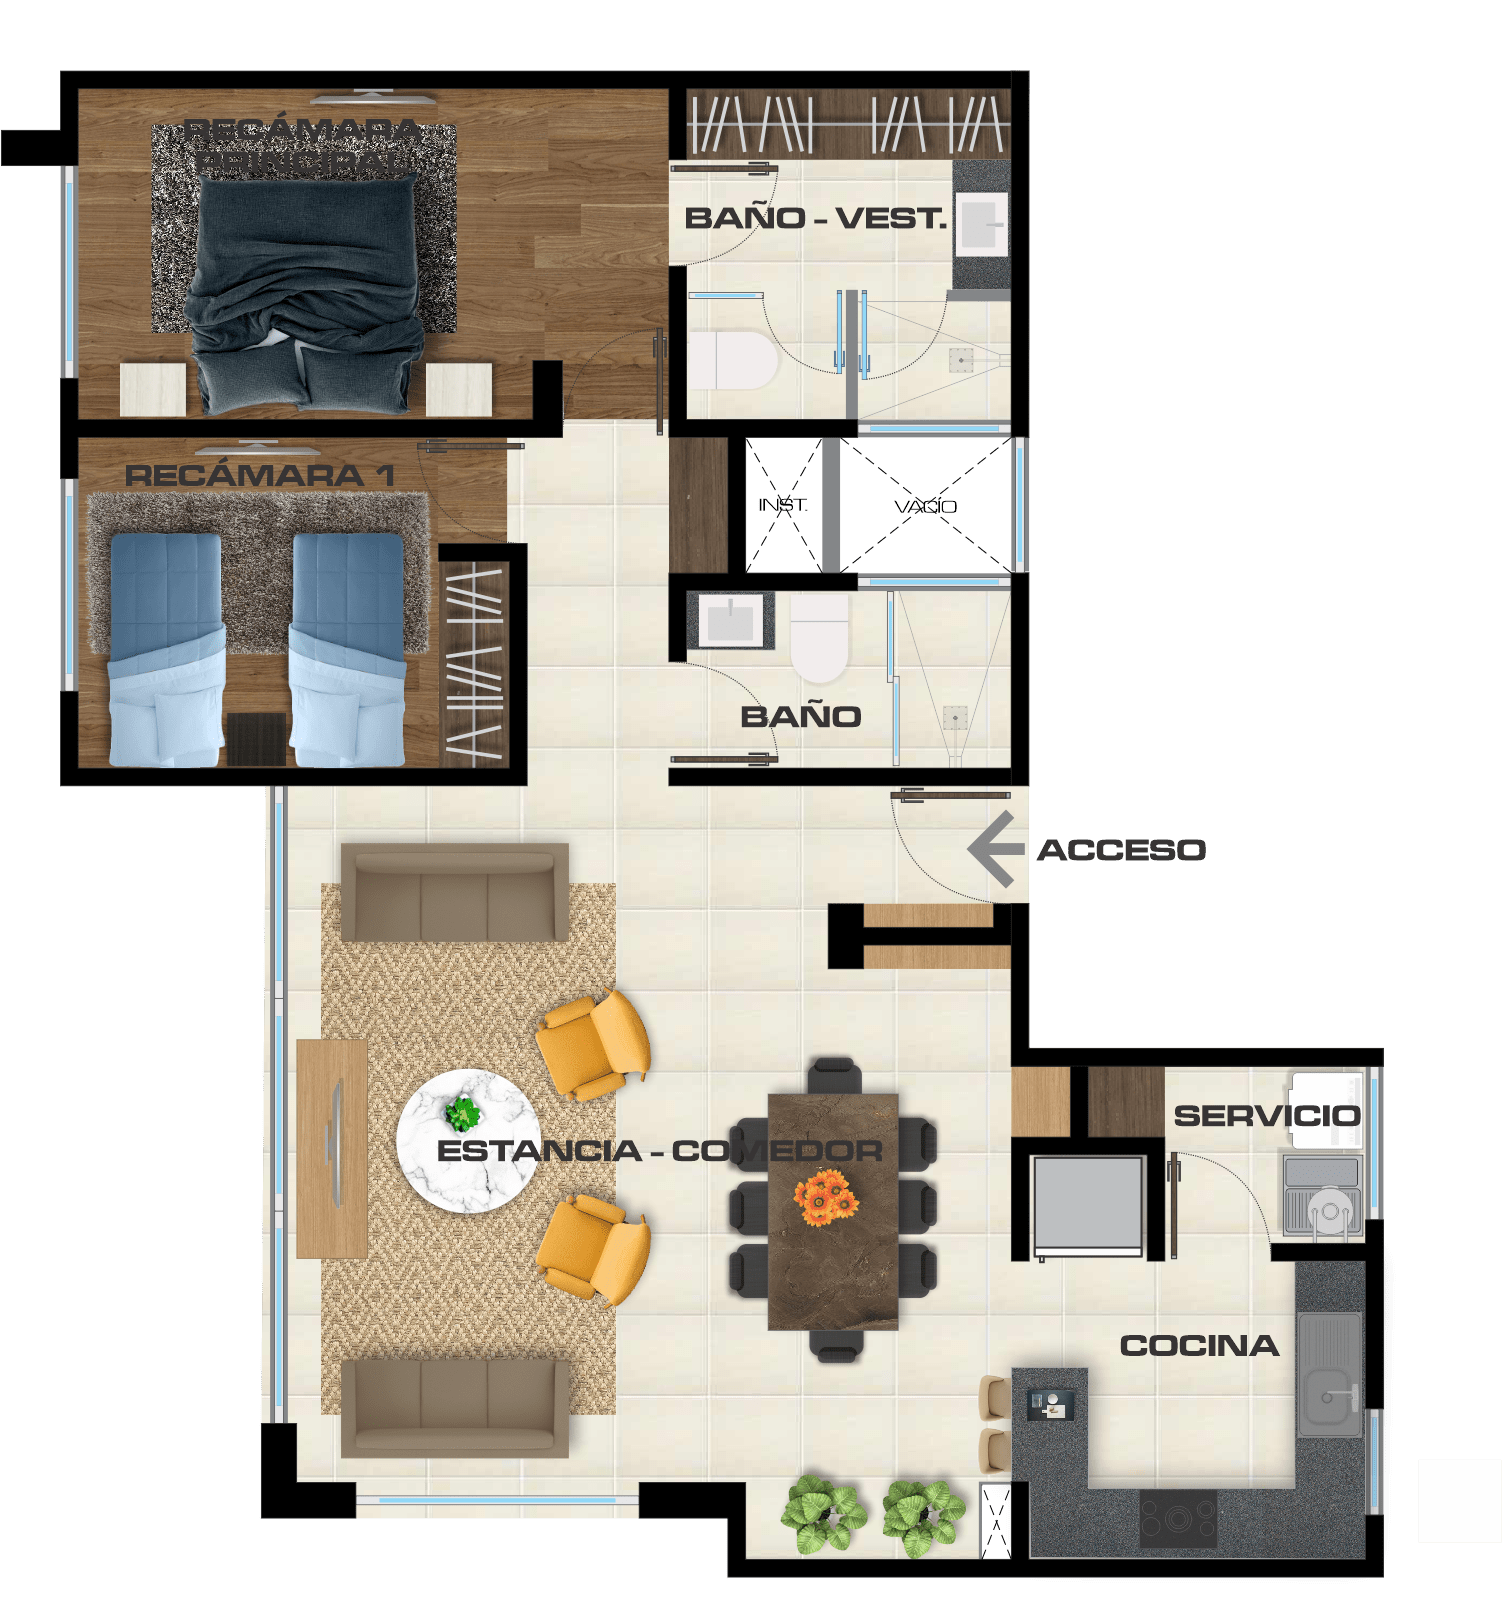 RECÁMARA
PRINCIPAL
BAÑO - VEST.
RECÁMARA 1
INST.
VACÍO
BAÑO
ACCESO
SERVICIO
ESTANCIA - COMEDOR
COCINA